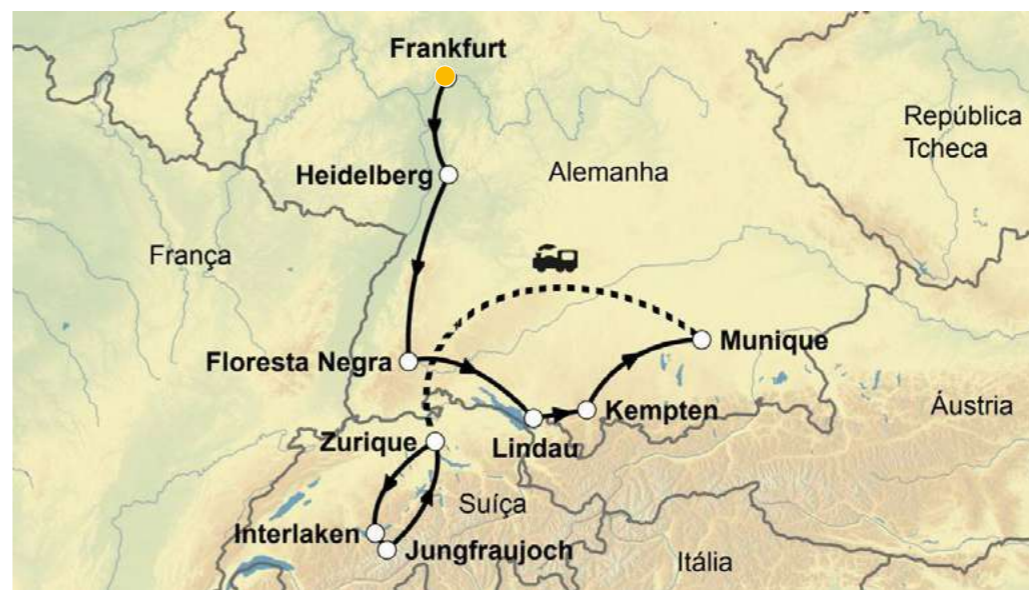 Frankfurt
República
Tcheca
Heidelberg
Alemanha
França
Munique
Floresta Negra
Kempten
Áustria
Zurique
Lindau
Suíça
Interlaken
Jungfraujoch
Itália